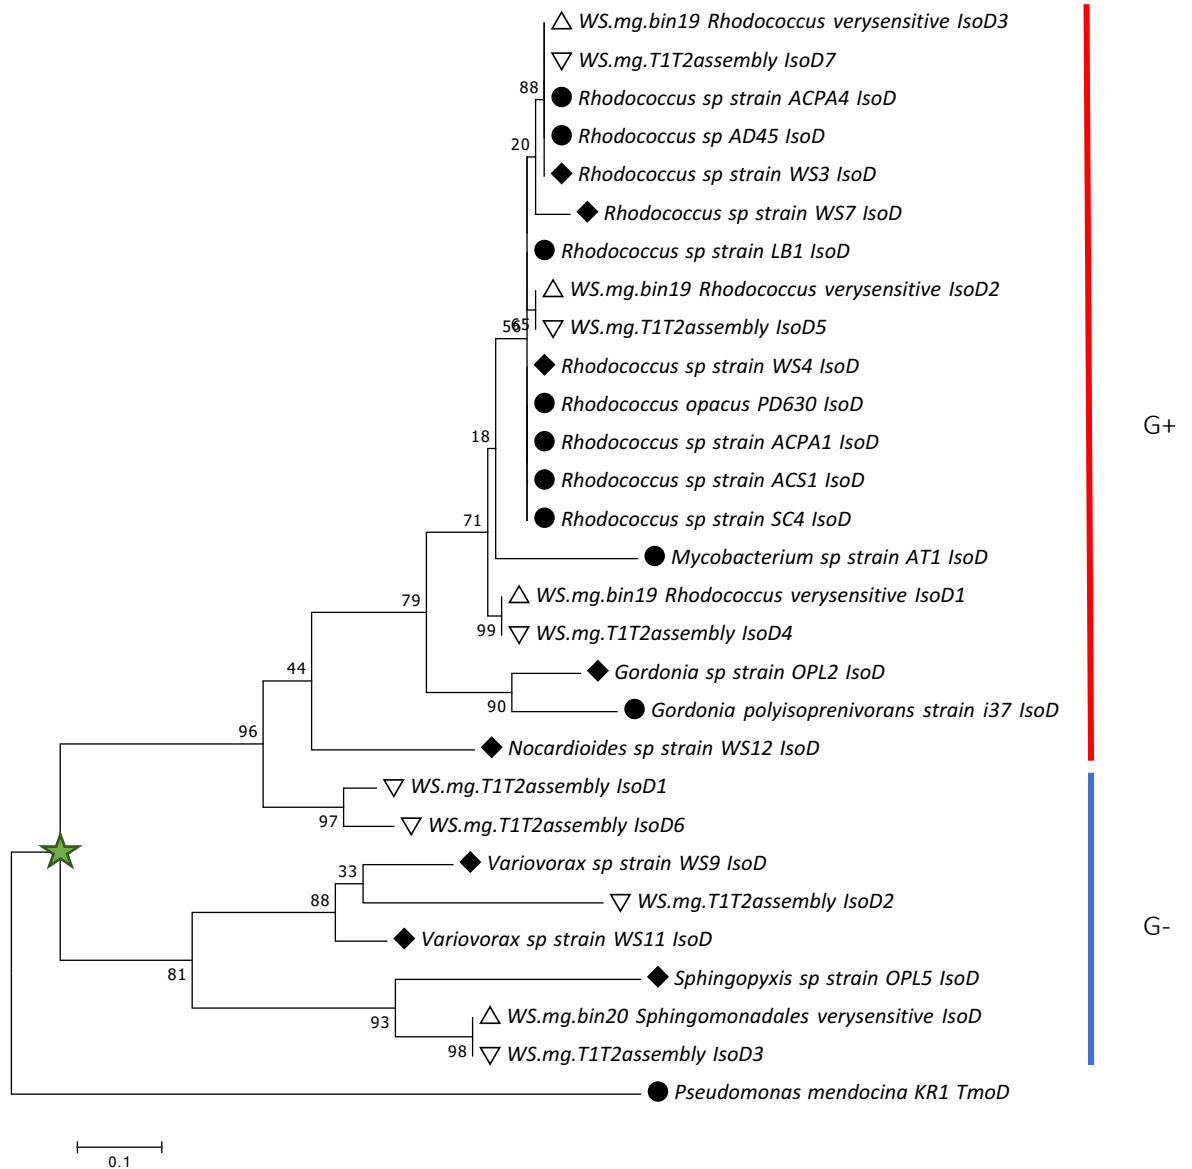 WS.mg.bin19 Rhodococcus verysensitive IsoD3
WS.mg.T1T2assembly IsoD7
88
Rhodococcus sp strain ACPA4 IsoD
Rhodococcus sp AD45 IsoD
20
Rhodococcus sp strain WS3 IsoD
Rhodococcus sp strain WS7 IsoD
Rhodococcus sp strain LB1 IsoD
WS.mg.bin19 Rhodococcus verysensitive IsoD2
56
65
WS.mg.T1T2assembly IsoD5
Rhodococcus sp strain WS4 IsoD
Rhodococcus opacus PD630 IsoD
G+
18
Rhodococcus sp strain ACPA1 IsoD
Rhodococcus sp strain ACS1 IsoD
71
Rhodococcus sp strain SC4 IsoD
Mycobacterium sp strain AT1 IsoD
79
WS.mg.bin19 Rhodococcus verysensitive IsoD1
99
WS.mg.T1T2assembly IsoD4
44
Gordonia sp strain OPL2 IsoD
90
Gordonia polyisoprenivorans strain i37 IsoD
96
Nocardioides sp strain WS12 IsoD
WS.mg.T1T2assembly IsoD1
97
WS.mg.T1T2assembly IsoD6
33
Variovorax sp strain WS9 IsoD
88
WS.mg.T1T2assembly IsoD2
G-
Variovorax sp strain WS11 IsoD
81
Sphingopyxis sp strain OPL5 IsoD
93
WS.mg.bin20 Sphingomonadales verysensitive IsoD
98
WS.mg.T1T2assembly IsoD3
Pseudomonas mendocina KR1 TmoD
0.1